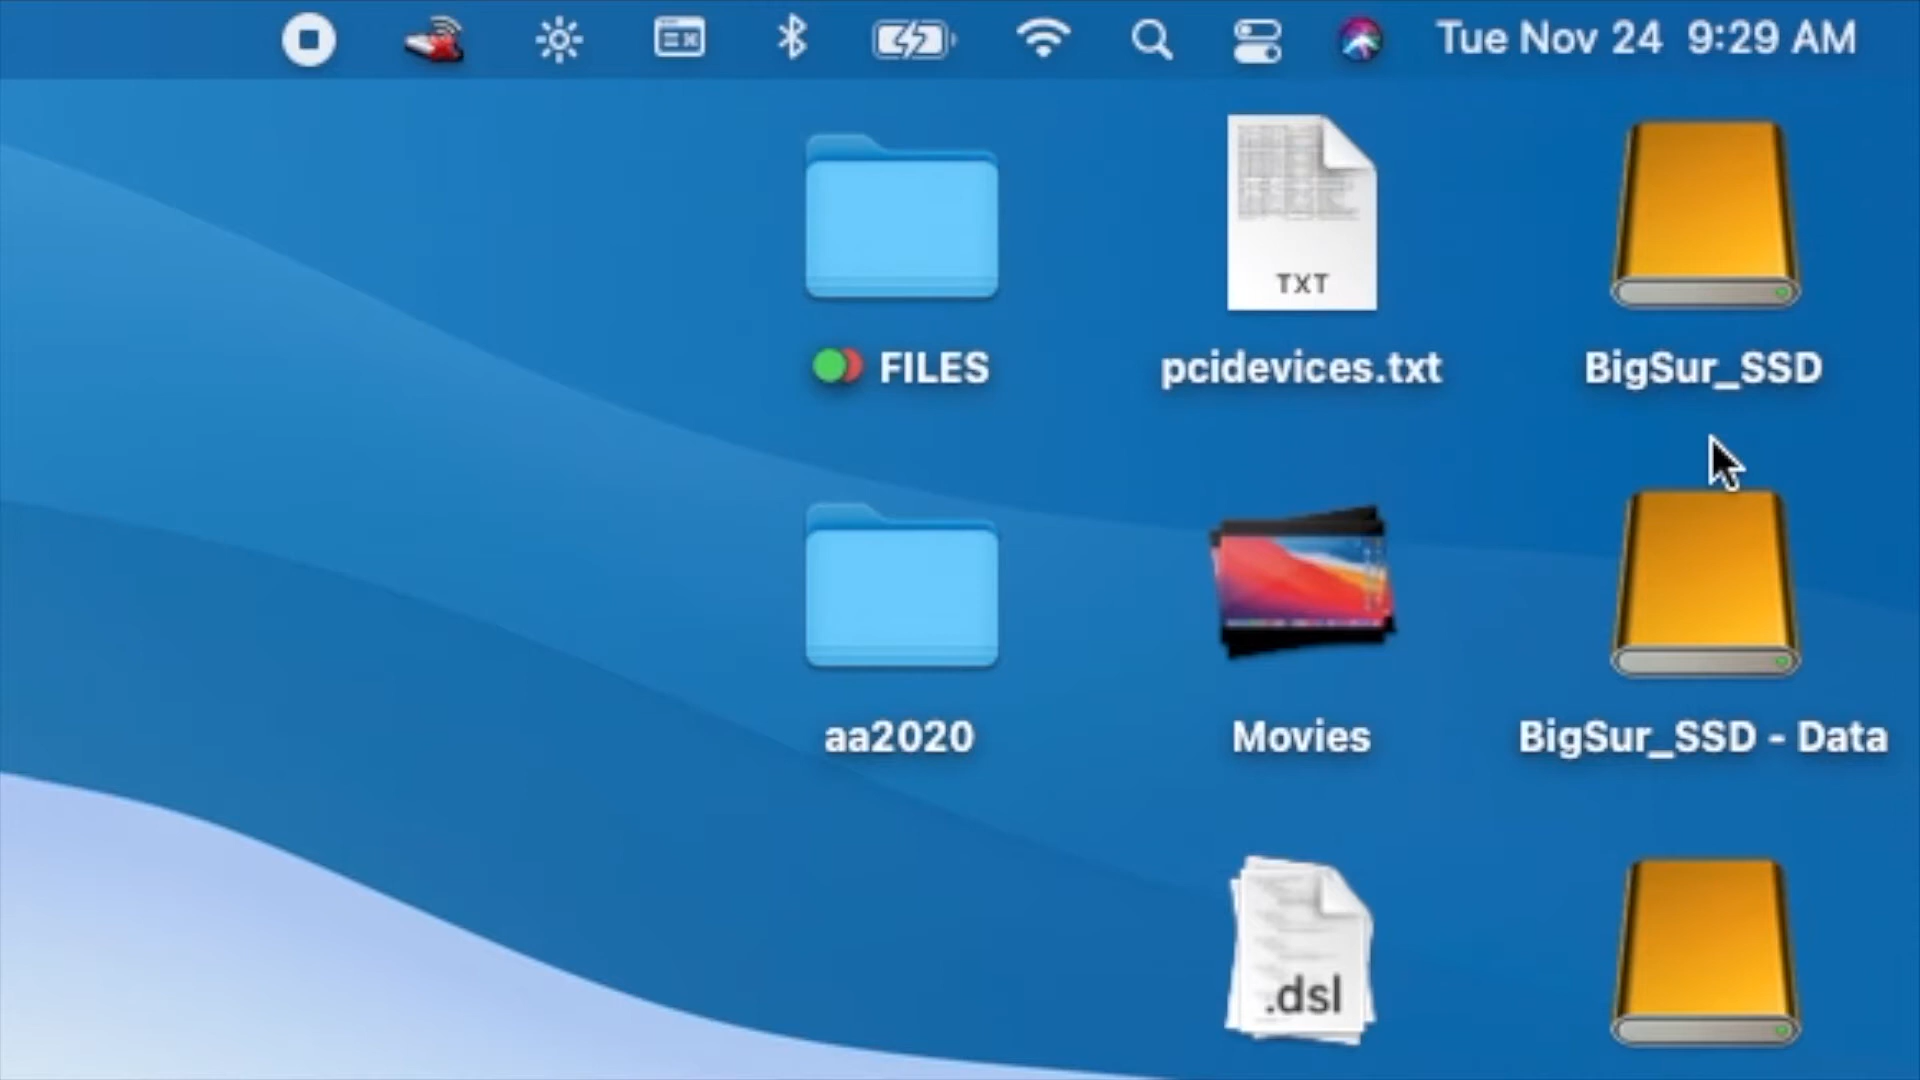 Tue Nov 24 9:29 AM
TXT
FILES
pcidevices.txt
BigSur_SSD
aa2020
Movies
BigSur_SSD - Data
.dsl